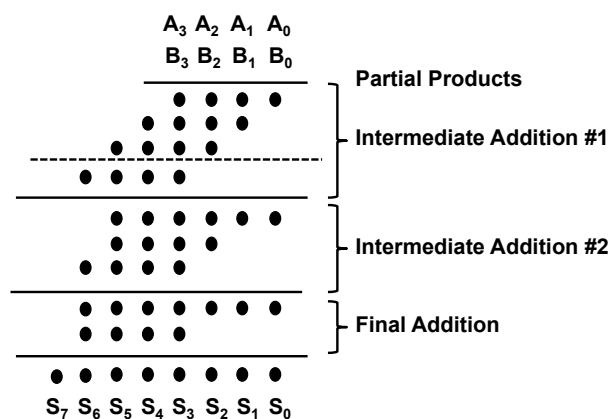 A₃ A₂ A₁ A₀
B₃ B₂ B₁ B₀
Partial Products
Intermediate Addition #1
Intermediate Addition #2
Final Addition
S₇ S₆ S₅ S₄ S₃ S₂ S₁ S₀